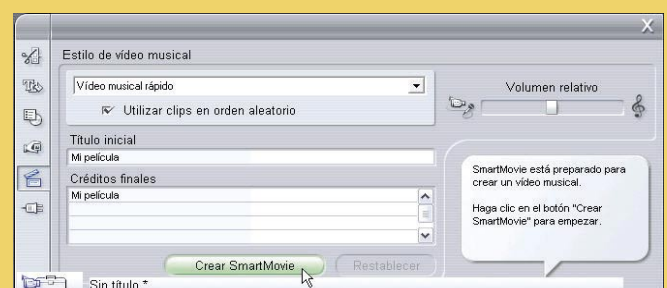 X
Estilo de vídeo musical
Vídeo musical rápido
Utilizar clips en orden aleatorio
Volumen relativo
Título inicial
Mi película
Créditos finales
Mi película
SmartMovie está preparado para
crear un vídeo musical.
Haga clic en el botón "Crear
SmartMovie" para empezar.
Crear SmartMovie
Restablecer
Sin título *